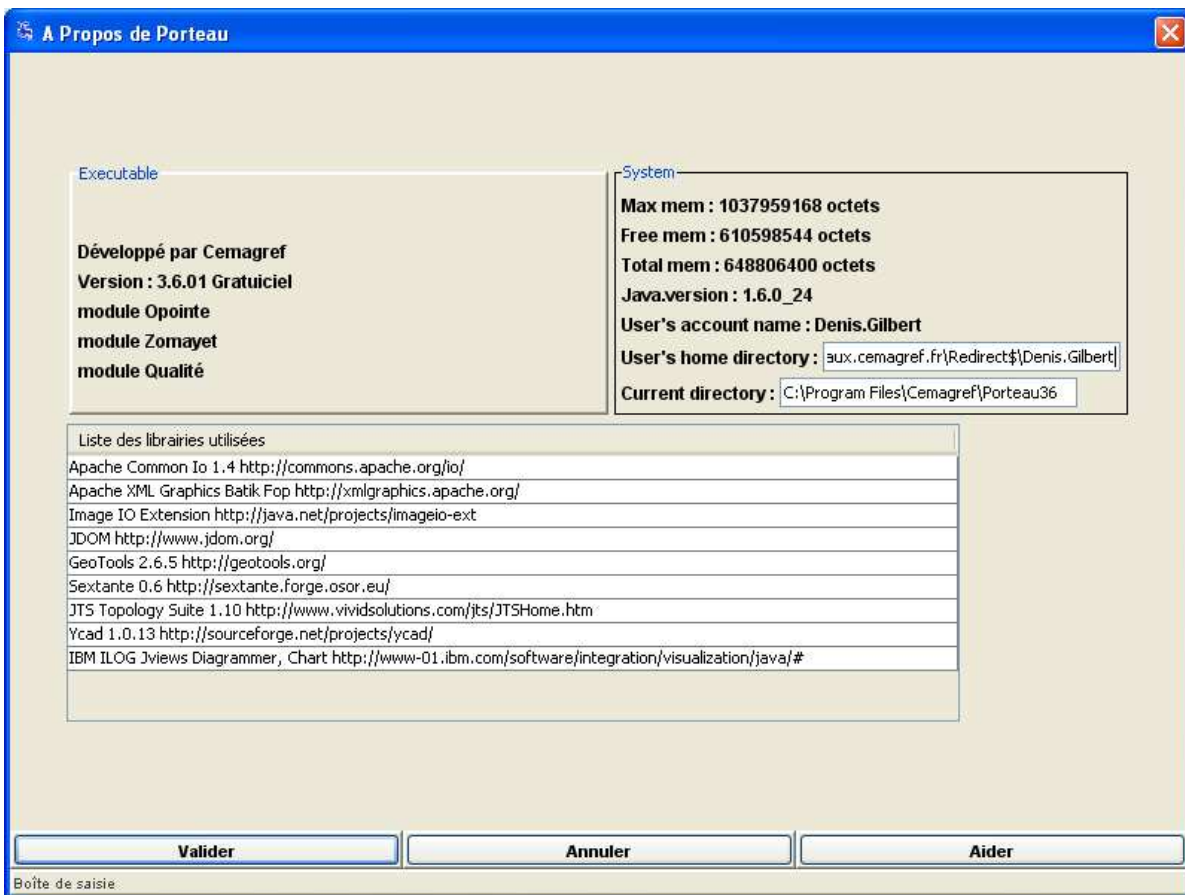 A Propos de Porteau
Executable
Développé par Cemagref
Version : 3.6.01 Gratuiciel
module Opointe
module Zomayet
module Qualité
System
Max mem : 1037959168 octets
Free mem : 610598544 octets
Total mem : 648806400 octets
Java.version : 1.6.0_24
User's account name : Denis.Gilbert
User's home directory : aux.cemagref.fr\Redirect$\Denis.Gilbert
Current directory : C:\Program Files\Cemagref\Porteau36
Liste des librairies utilisées
Apache Common Io 1.4 http://commons.apache.org/io/
Apache XML Graphics Batik Fop http://xmlgraphics.apache.org/
Image IO Extension http://java.net/projects/imageio-ext
JDOM http://www.jdom.org/
GeoTools 2.6.5 http://geotools.org/
Sextante 0.6 http://sextante.forge.osor.eu/
JTS Topology Suite 1.10 http://www.vividsolutions.com/jts/JTSHome.htm
Ycad 1.0.13 http://sourceforge.net/projects/ycad/
IBM ILOG Jviews Diagrammer, Chart http://www-01.ibm.com/software/integration/visualization/java/#
Valider
Annuler
Aider
Boîte de saisie